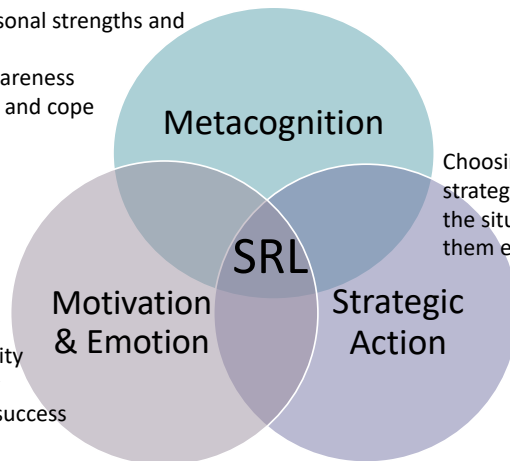 sonal strengths and
areness
and cope
Metacognition
Choosi
strateg
the situ
them e
SRL
Motivation
& Emotion
Strategic
Action
ity
success